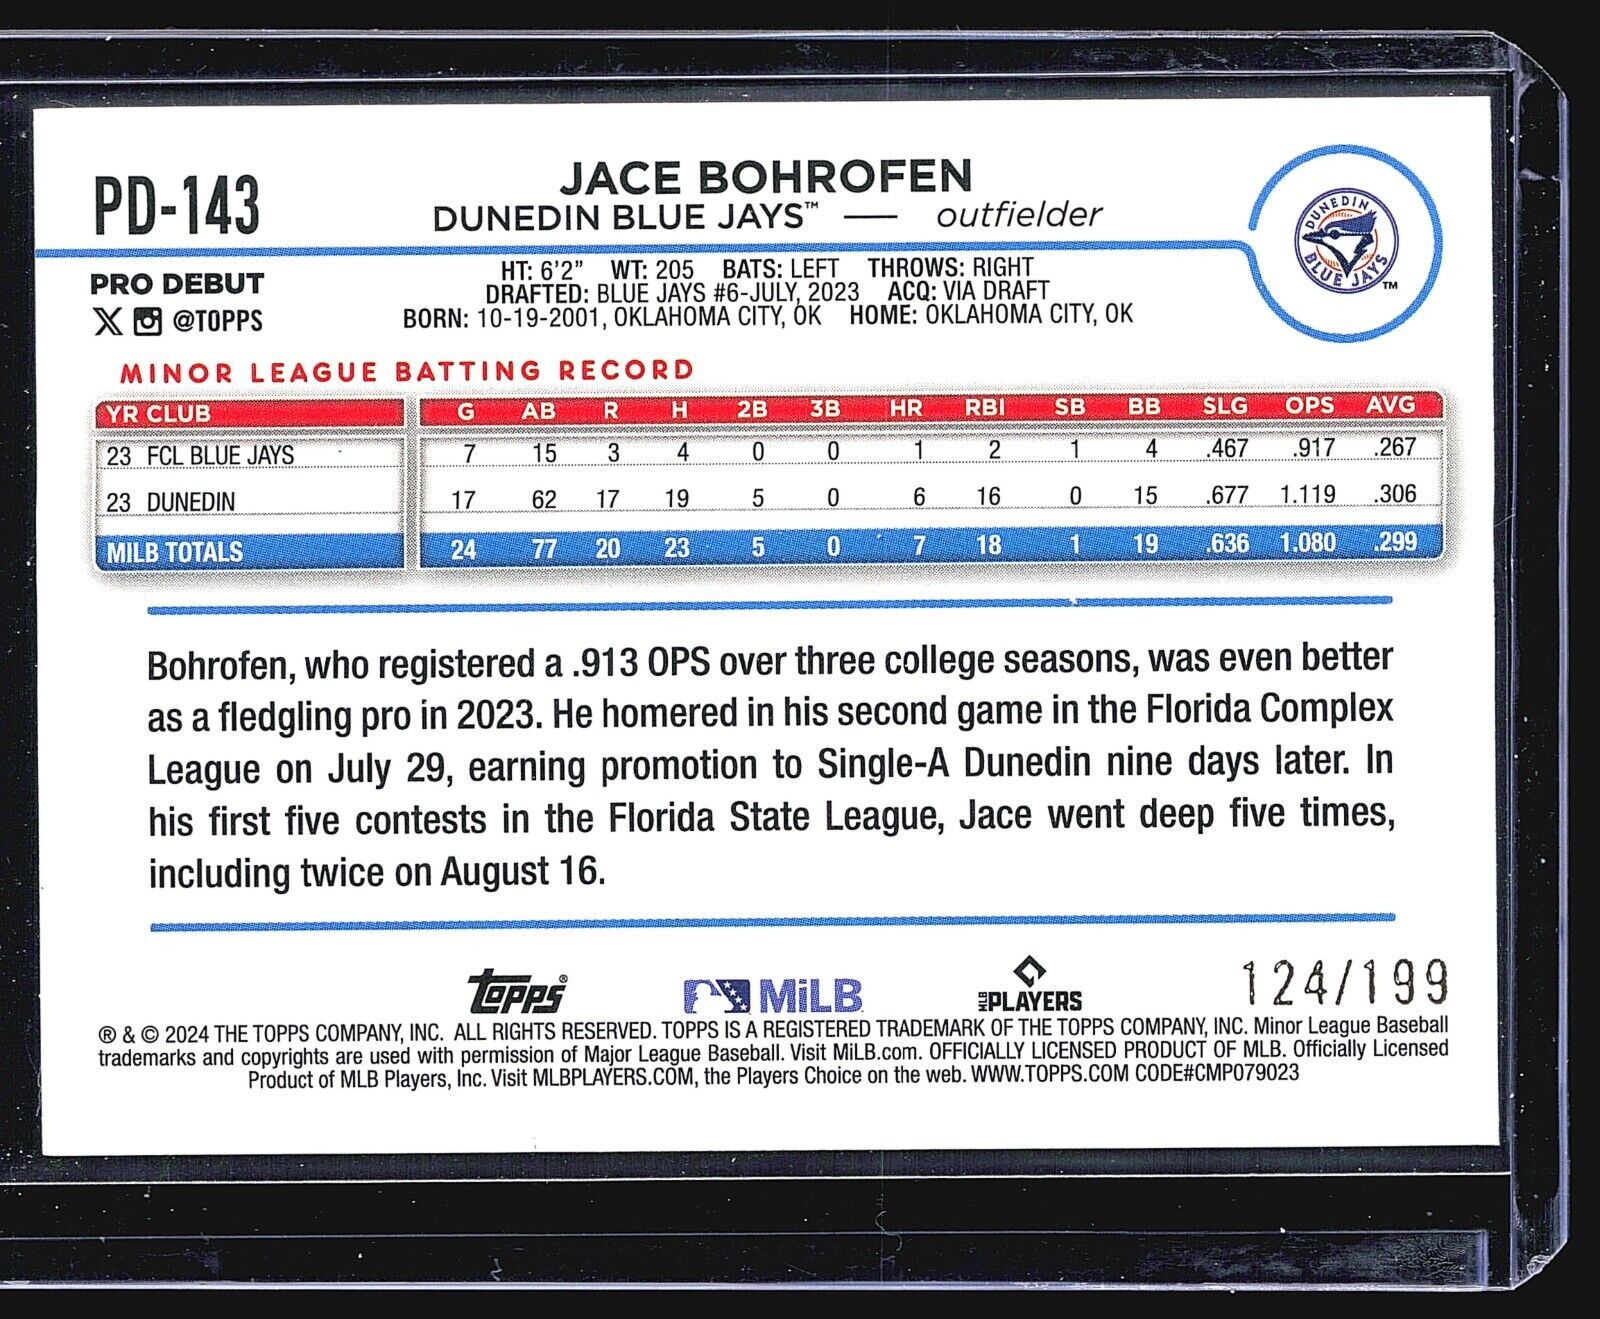 PD-143
JACE BOHROFEN
DUNEDIN BLUE JAYS™ — outfielder
DUNEDIN
BLUE JAYS
TM
PRO DEBUT
X @TOPPS
HT: 6'2" WT: 205 BATS: LEFT THROWS: RIGHT
DRAFTED: BLUE JAYS #6-JULY, 2023 ACQ: VIA DRAFT
BORN: 10-19-2001, OKLAHOMA CITY, OK HOME: OKLAHOMA CITY, OK
MINOR LEAGUE BATTING RECORD
YR CLUB G AB R H 2B 3B HR RBI SB BB SLG OPS AVG
23 FCL BLUE JAYS 7 15 3 4 0 0 1 2 1 4 .467 .917 .267
23 DUNEDIN 17 62 17 19 5 0 6 16 0 15 .677 1.119 .306
MILB TOTALS 24 77 20 23 5 0 7 18 1 19 .636 1.080 .299
Bohrofen, who registered a .913 OPS over three college seasons, was even better
as a fledgling pro in 2023. He homered in his second game in the Florida Complex
League on July 29, earning promotion to Single-A Dunedin nine days later. In
his first five contests in the Florida State League, Jace went deep five times,
including twice on August 16.
Topps® MiLB MLB PLAYERS 124/199
® & © 2024 THE TOPPS COMPANY, INC. ALL RIGHTS RESERVED. TOPPS IS A REGISTERED TRADEMARK OF THE TOPPS COMPANY, INC. Minor League Baseball
trademarks and copyrights are used with permission of Major League Baseball. Visit MiLB.com. OFFICIALLY LICENSED PRODUCT OF MLB. Officially Licensed
Product of MLB Players, Inc. Visit MLBPLAYERS.COM, the Players Choice on the web. WWW.TOPPS.COM CODE#CMP079023